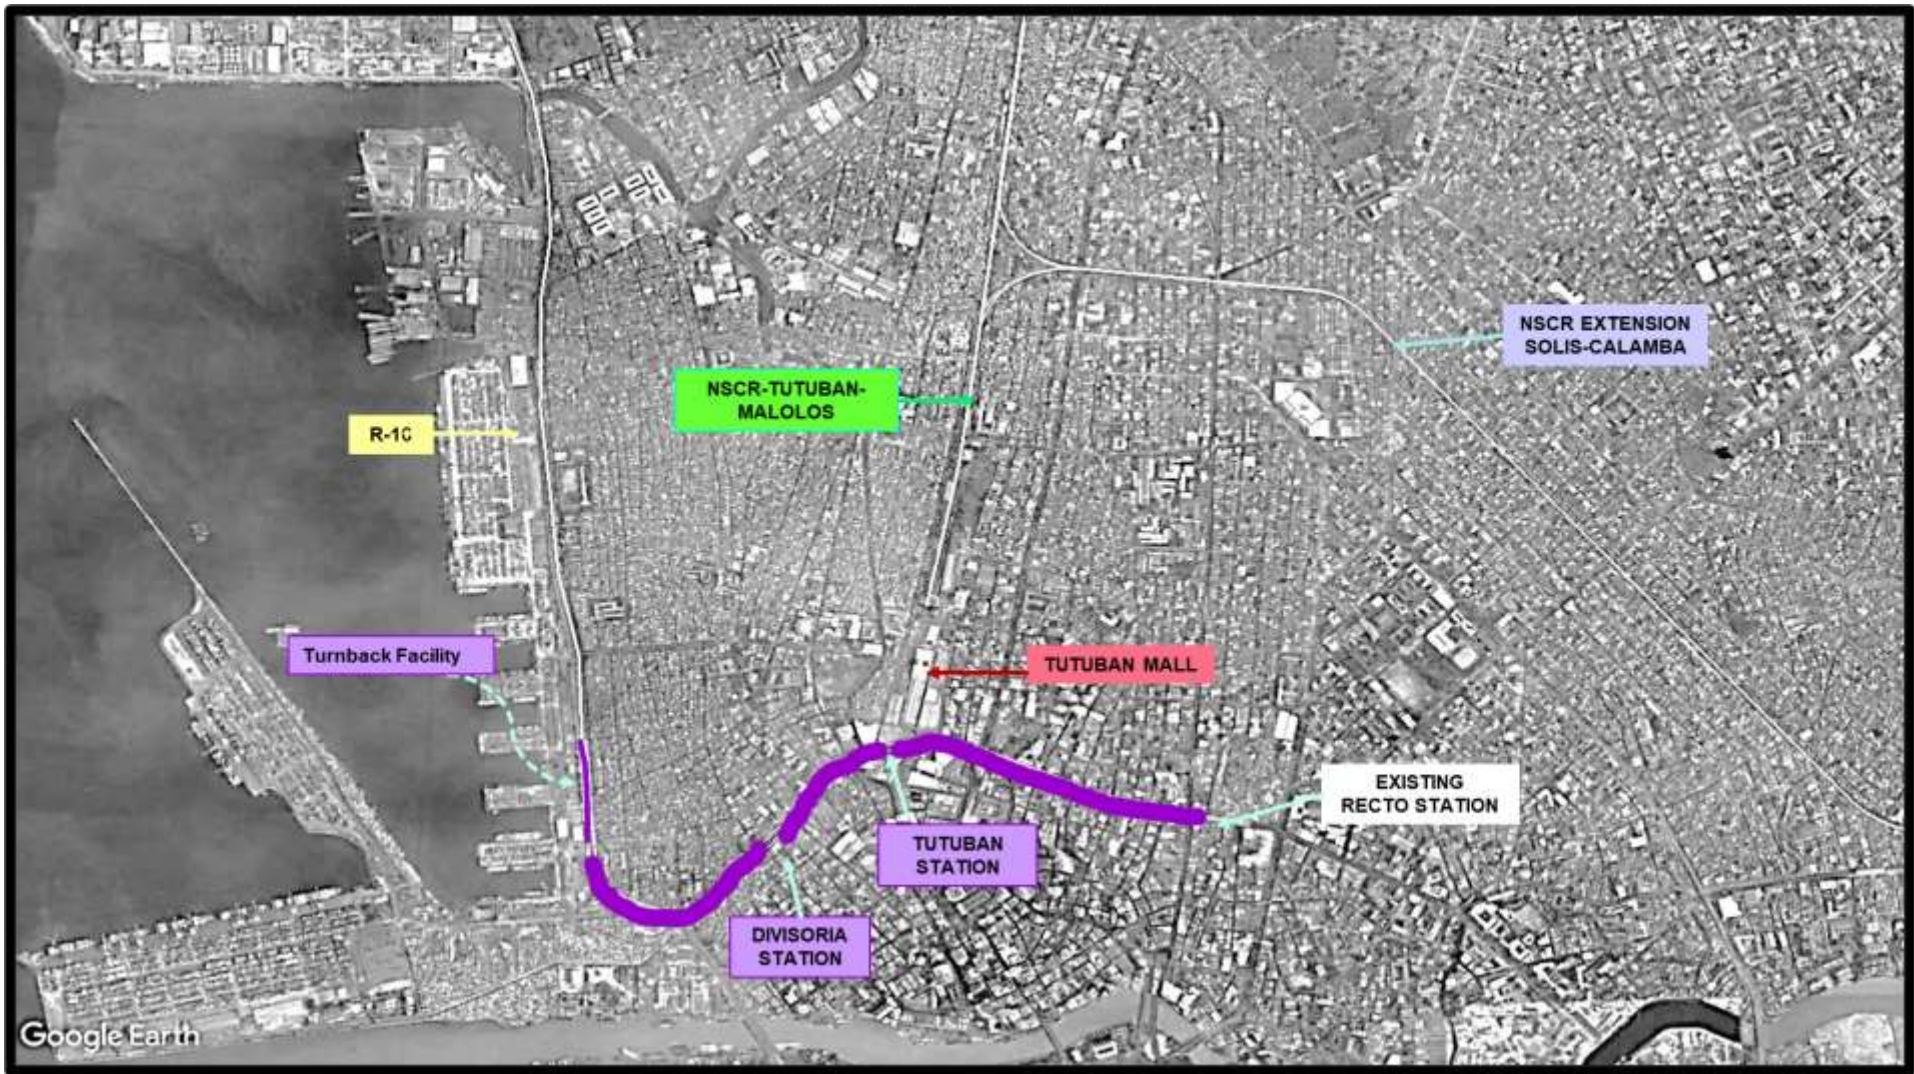 NSCR EXTENSION
SOLIS-CALAMBA
NSCR-TUTUBAN-
MALOLOS
R-10
Turnback Facility
TUTUBAN MALL
EXISTING
RECTO STATION
TUTUBAN
STATION
DIVISORIA
STATION
Google Earth